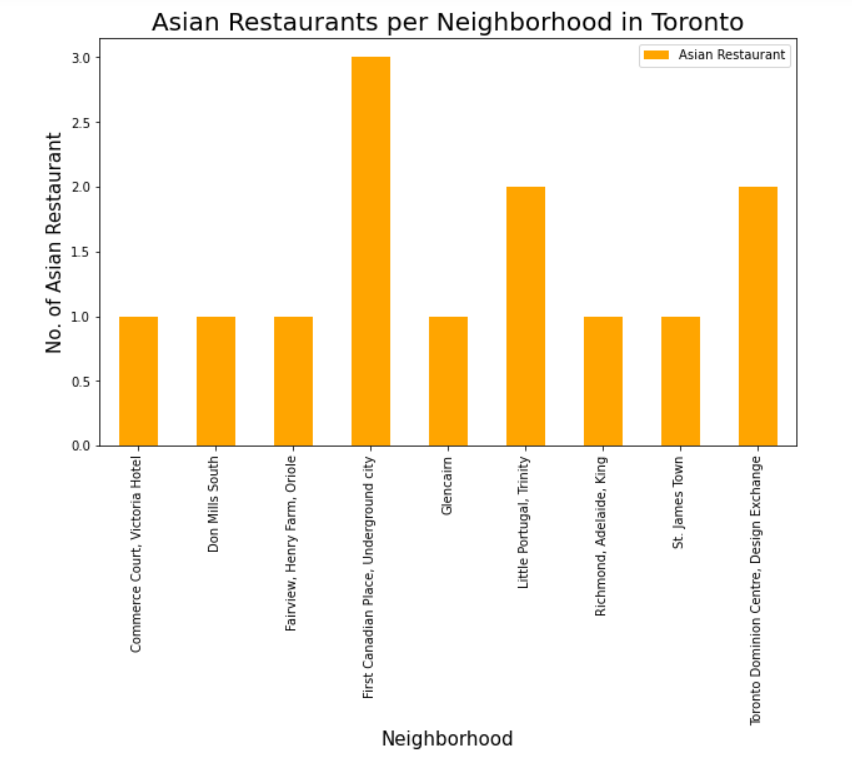 Asian Restaurants per Neighborhood in Toronto
Asian Restaurant
No. of Asian Restaurant
3.0
2.5
2.0
1.5
1.0
0.5
0.0
Commerce Court, Victoria Hotel
Don Mills South
Fairview, Henry Farm, Oriole
First Canadian Place, Underground city
Glencairn
Little Portugal, Trinity
Richmond, Adelaide, King
St. James Town
Toronto Dominion Centre, Design Exchange
Neighborhood